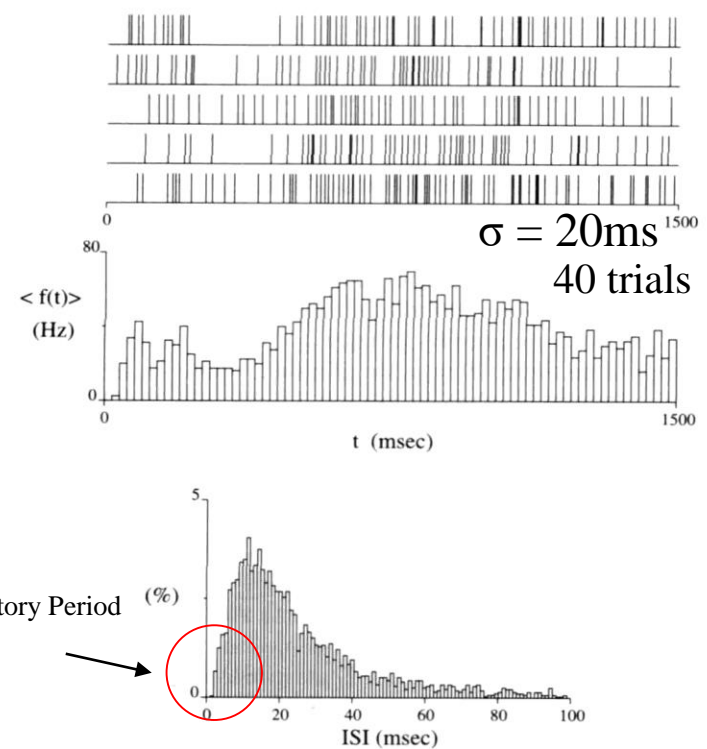 0
1500
σ = 20ms
40 trials
80
< f(t)>
(Hz)
0
0
1500
t (msec)
5
(%)
tory Period
0
0 20 40 60 80 100
ISI (msec)